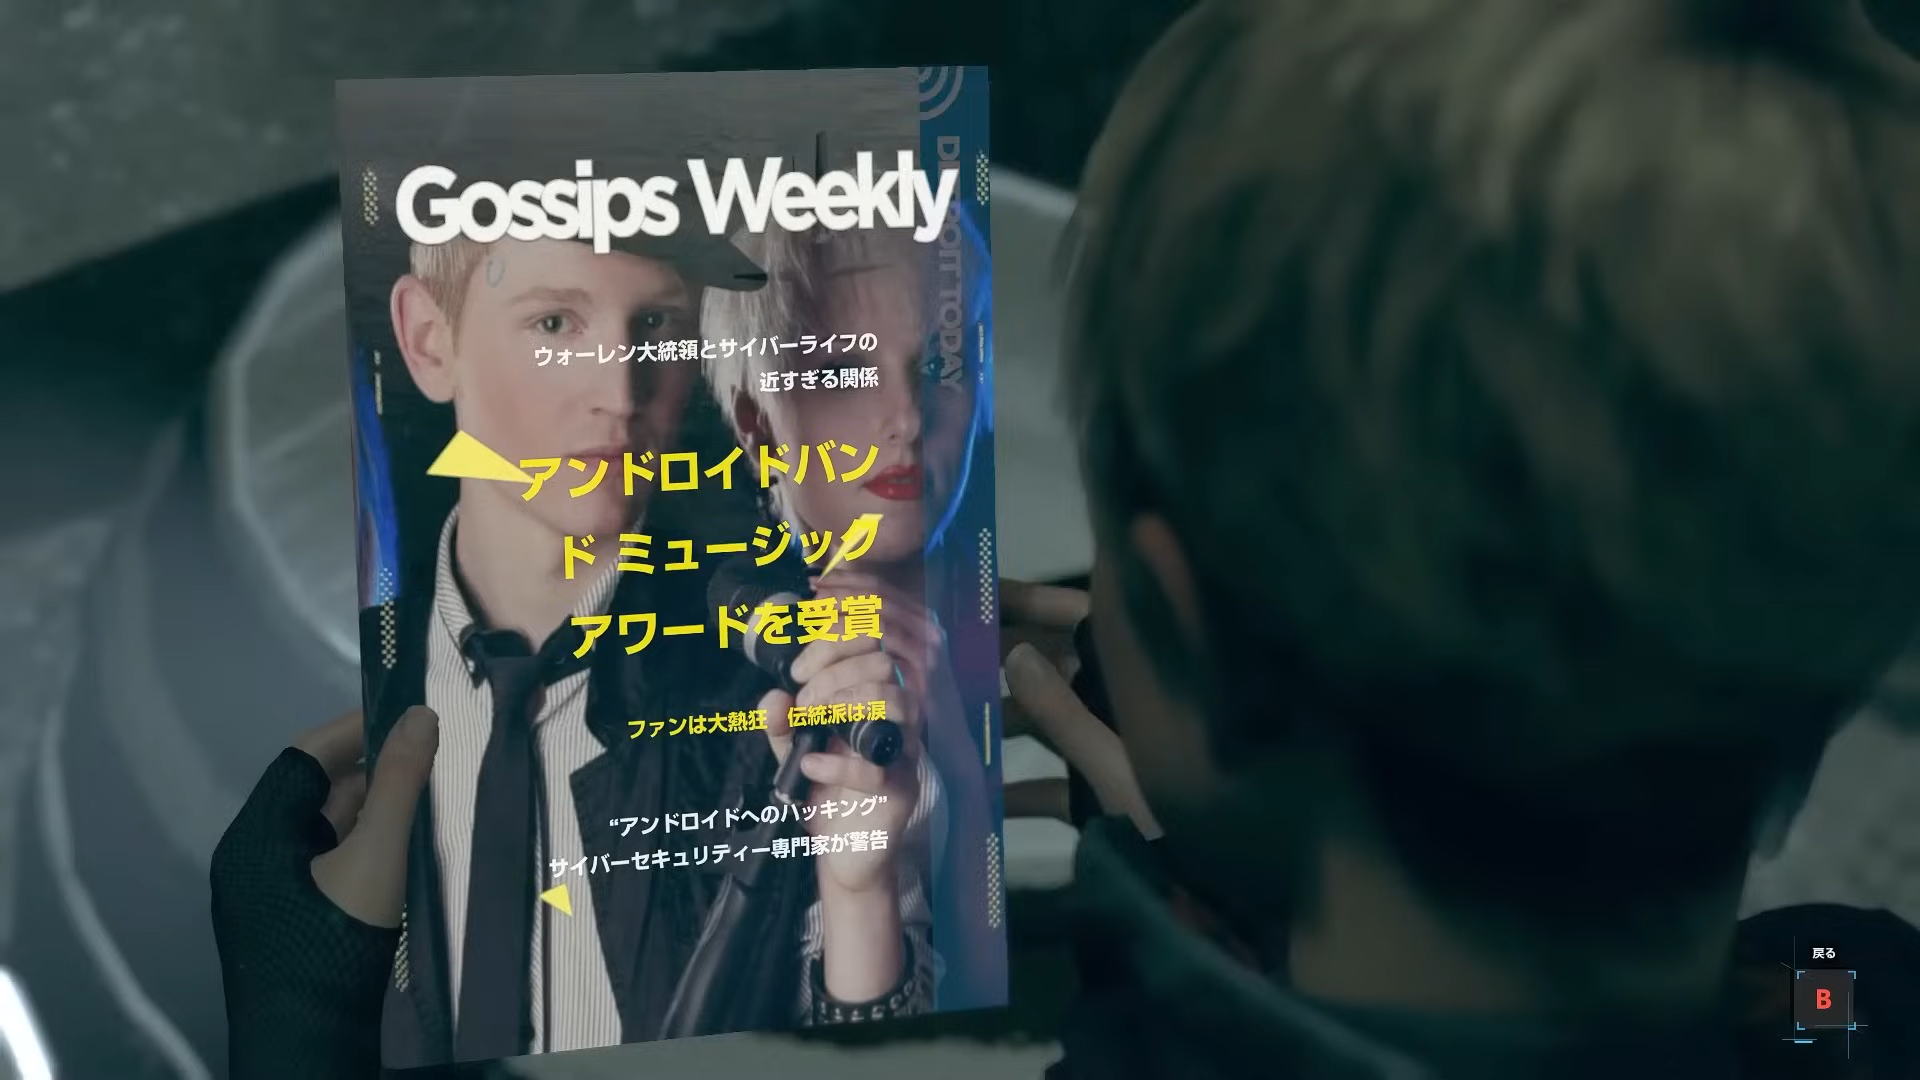 Gossips Weekly
DETROIT TODAY
ウォーレン大統領とサイバーライフの
近すぎる関係
アンドロイドバン
ド ミュージック
アワードを受賞
ファンは大熱狂　伝統派は涙
“アンドロイドへのハッキング”
サイバーセキュリティー専門家が警告
戻る
B